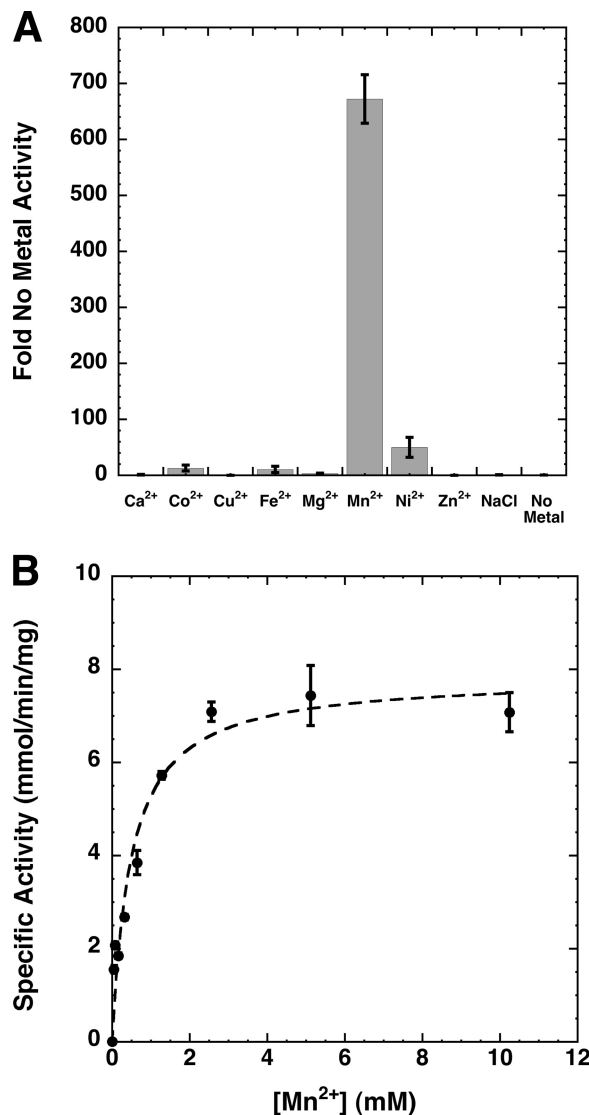 A
800
700
600
500
400
300
200
100
0
Fold No Metal Activity
Ca²⁺ Co²⁺ Cu²⁺ Fe²⁺ Mg²⁺ Mn²⁺ Ni²⁺ Zn²⁺ NaCl No
Metal
B
10
8
6
4
2
0
Specific Activity (mmol/min/mg)
0 2 4 6 8 10 12
[Mn²⁺] (mM)